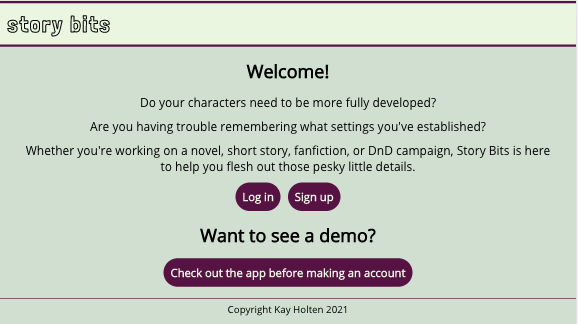 story bits
Welcome!
Do your characters need to be more fully developed?
Are you having trouble remembering what settings you've established?
Whether you're working on a novel, short story, fanfiction, or DnD campaign, Story Bits is here
to help you flesh out those pesky little details.
Log in Sign up
Want to see a demo?
Check out the app before making an account
Copyright Kay Holten 2021